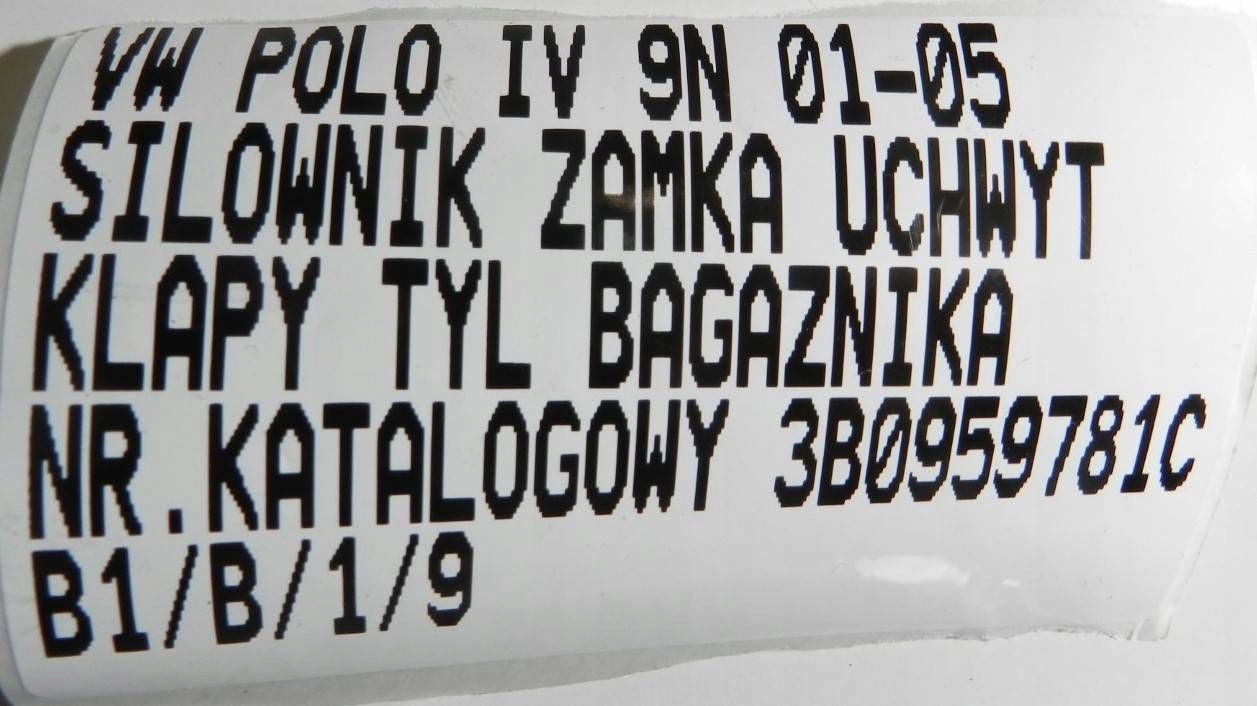 VW POLO IV 9N 01-05
SILOWNIK ZAMKA UCHWYT
KLAPY TYL BAGAZNIKA
NR.KATALOGOWY 3B0959781C
B1/B/1/9